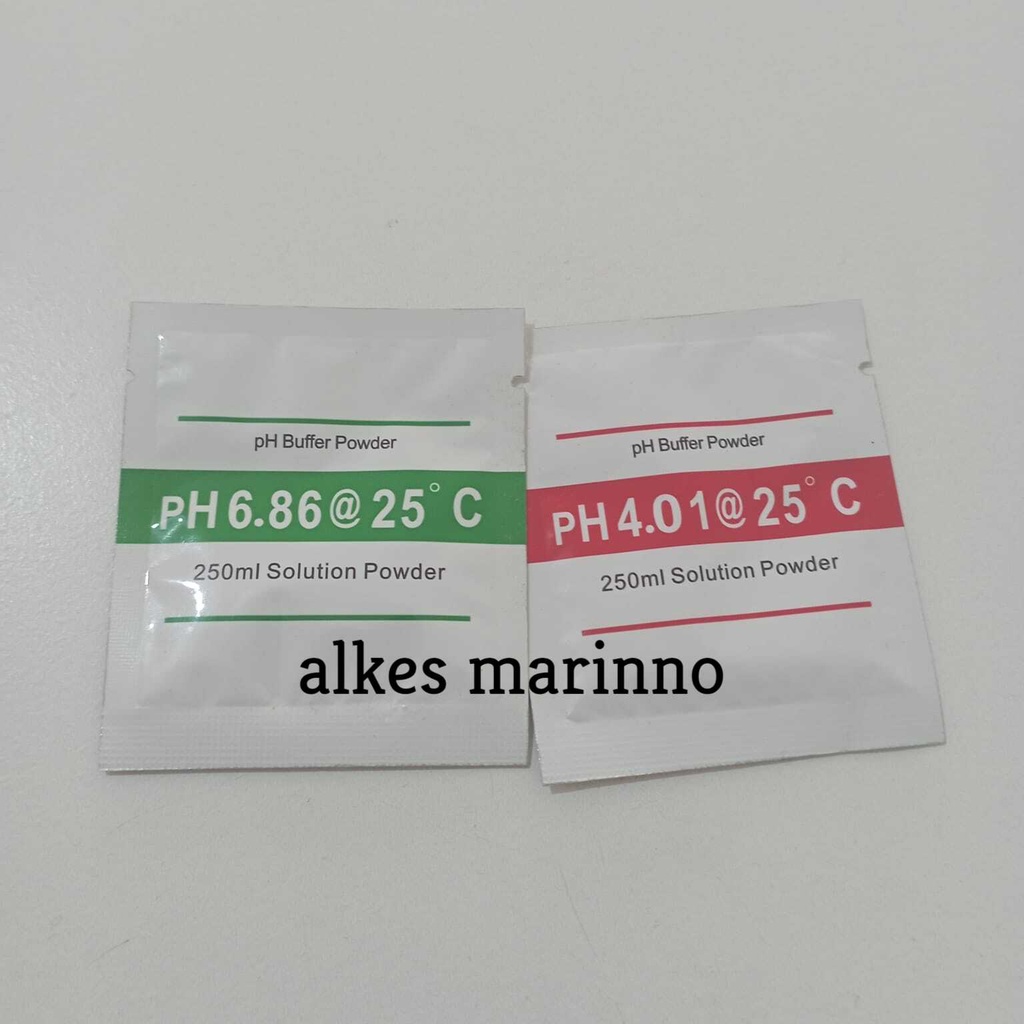 pH Buffer Powder
PH 6.86 @ 25° C
250ml Solution Powder
pH Buffer Powder
PH 4.01 @ 25° C
250ml Solution Powder
alkes marinno